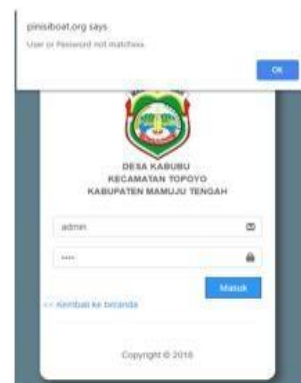 pinisiboat.org says
User or Password not matchess.
OK
DESA KABUBU
KECAMATAN TOPOYO
KABUPATEN MAMUJU TENGAH
admin
••••
Masuk
<< Kembali ke beranda
Copyright © 2018